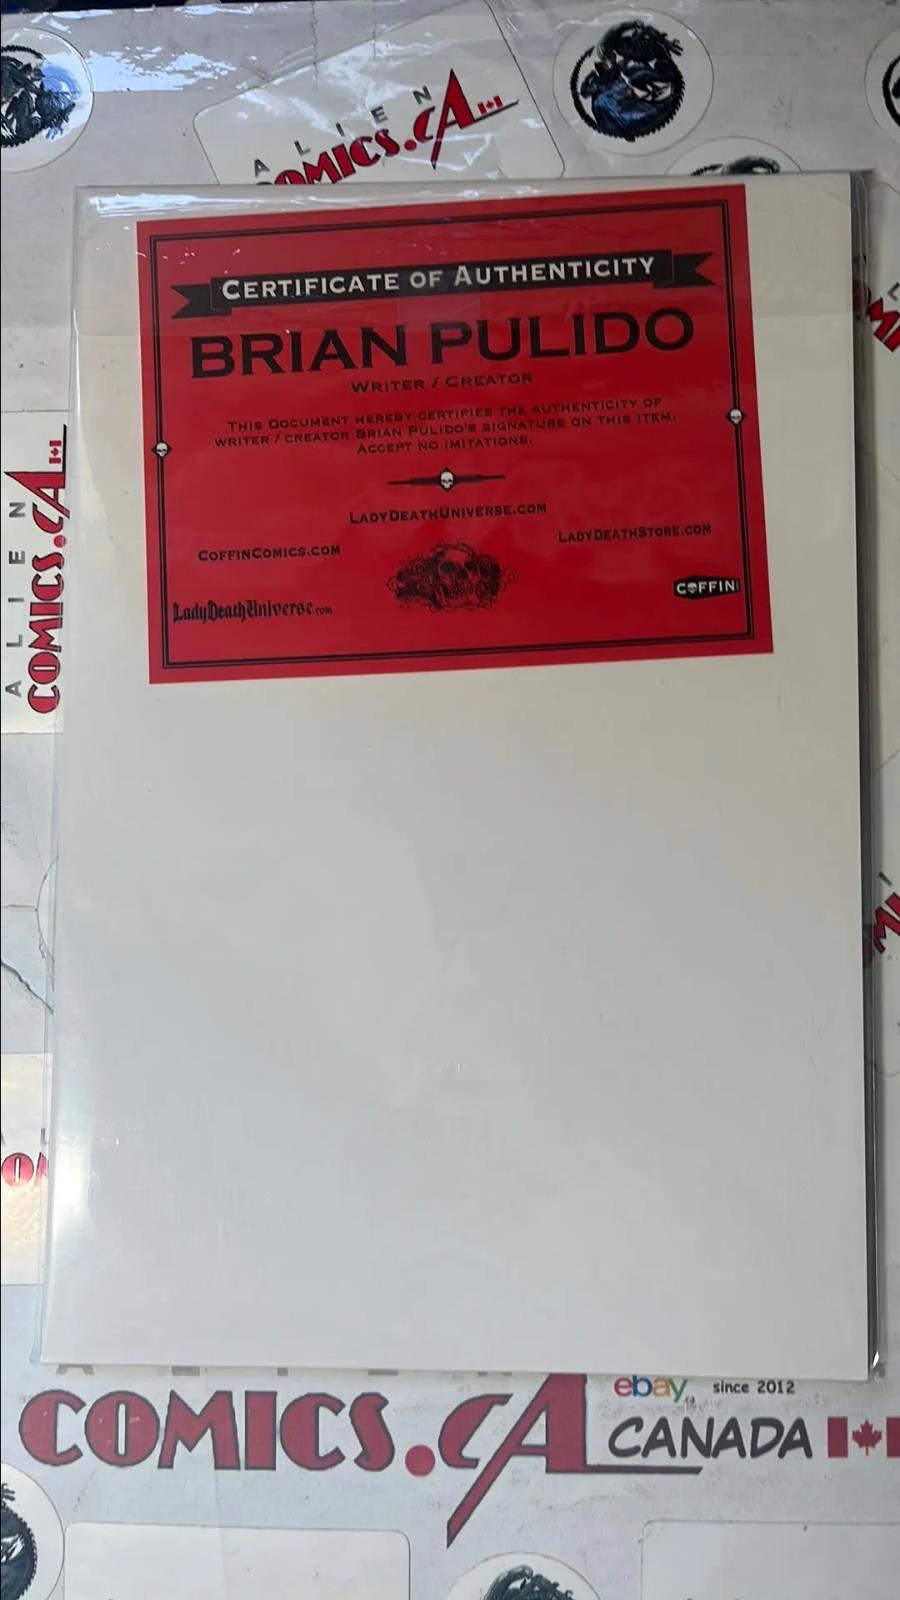 ALIEN
COMICS.CA
CERTIFICATE OF AUTHENTICITY
BRIAN PULIDO
WRITER / CREATOR
THIS DOCUMENT HEREBY CERTIFIES THE AUTHENTICITY OF
WRITER / CREATOR BRIAN PULIDO'S SIGNATURE ON THIS ITEM.
ACCEPT NO IMITATIONS.
LADYDEATHUNIVERSE.COM
LADYDEATHSTORE.COM
COFFINCOMICS.COM
LadyDeathUniverse.com
COFFIN
ALIEN
COMICS.CA
ebay.ca since 2012
COMICS.CA CANADA